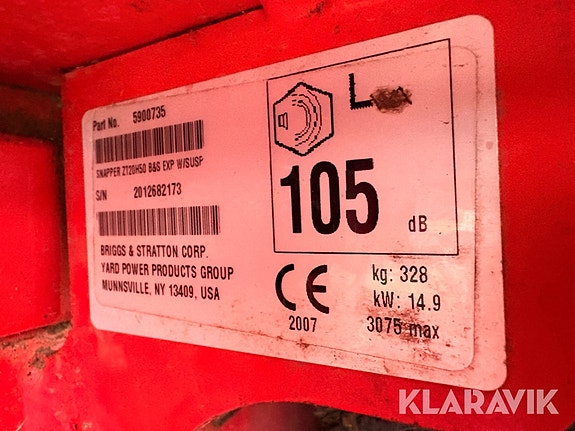 Part No. 5900735
SNAPPER ZT20H50 B&S EXP W/SUSP
S/N 2012682173
BRIGGS & STRATTON CORP.
YARD POWER PRODUCTS GROUP
MUNNSVILLE, NY 13409, USA
L
105 dB
CE
2007
kg: 328
kW: 14.9
3075 max
KLARAVIK